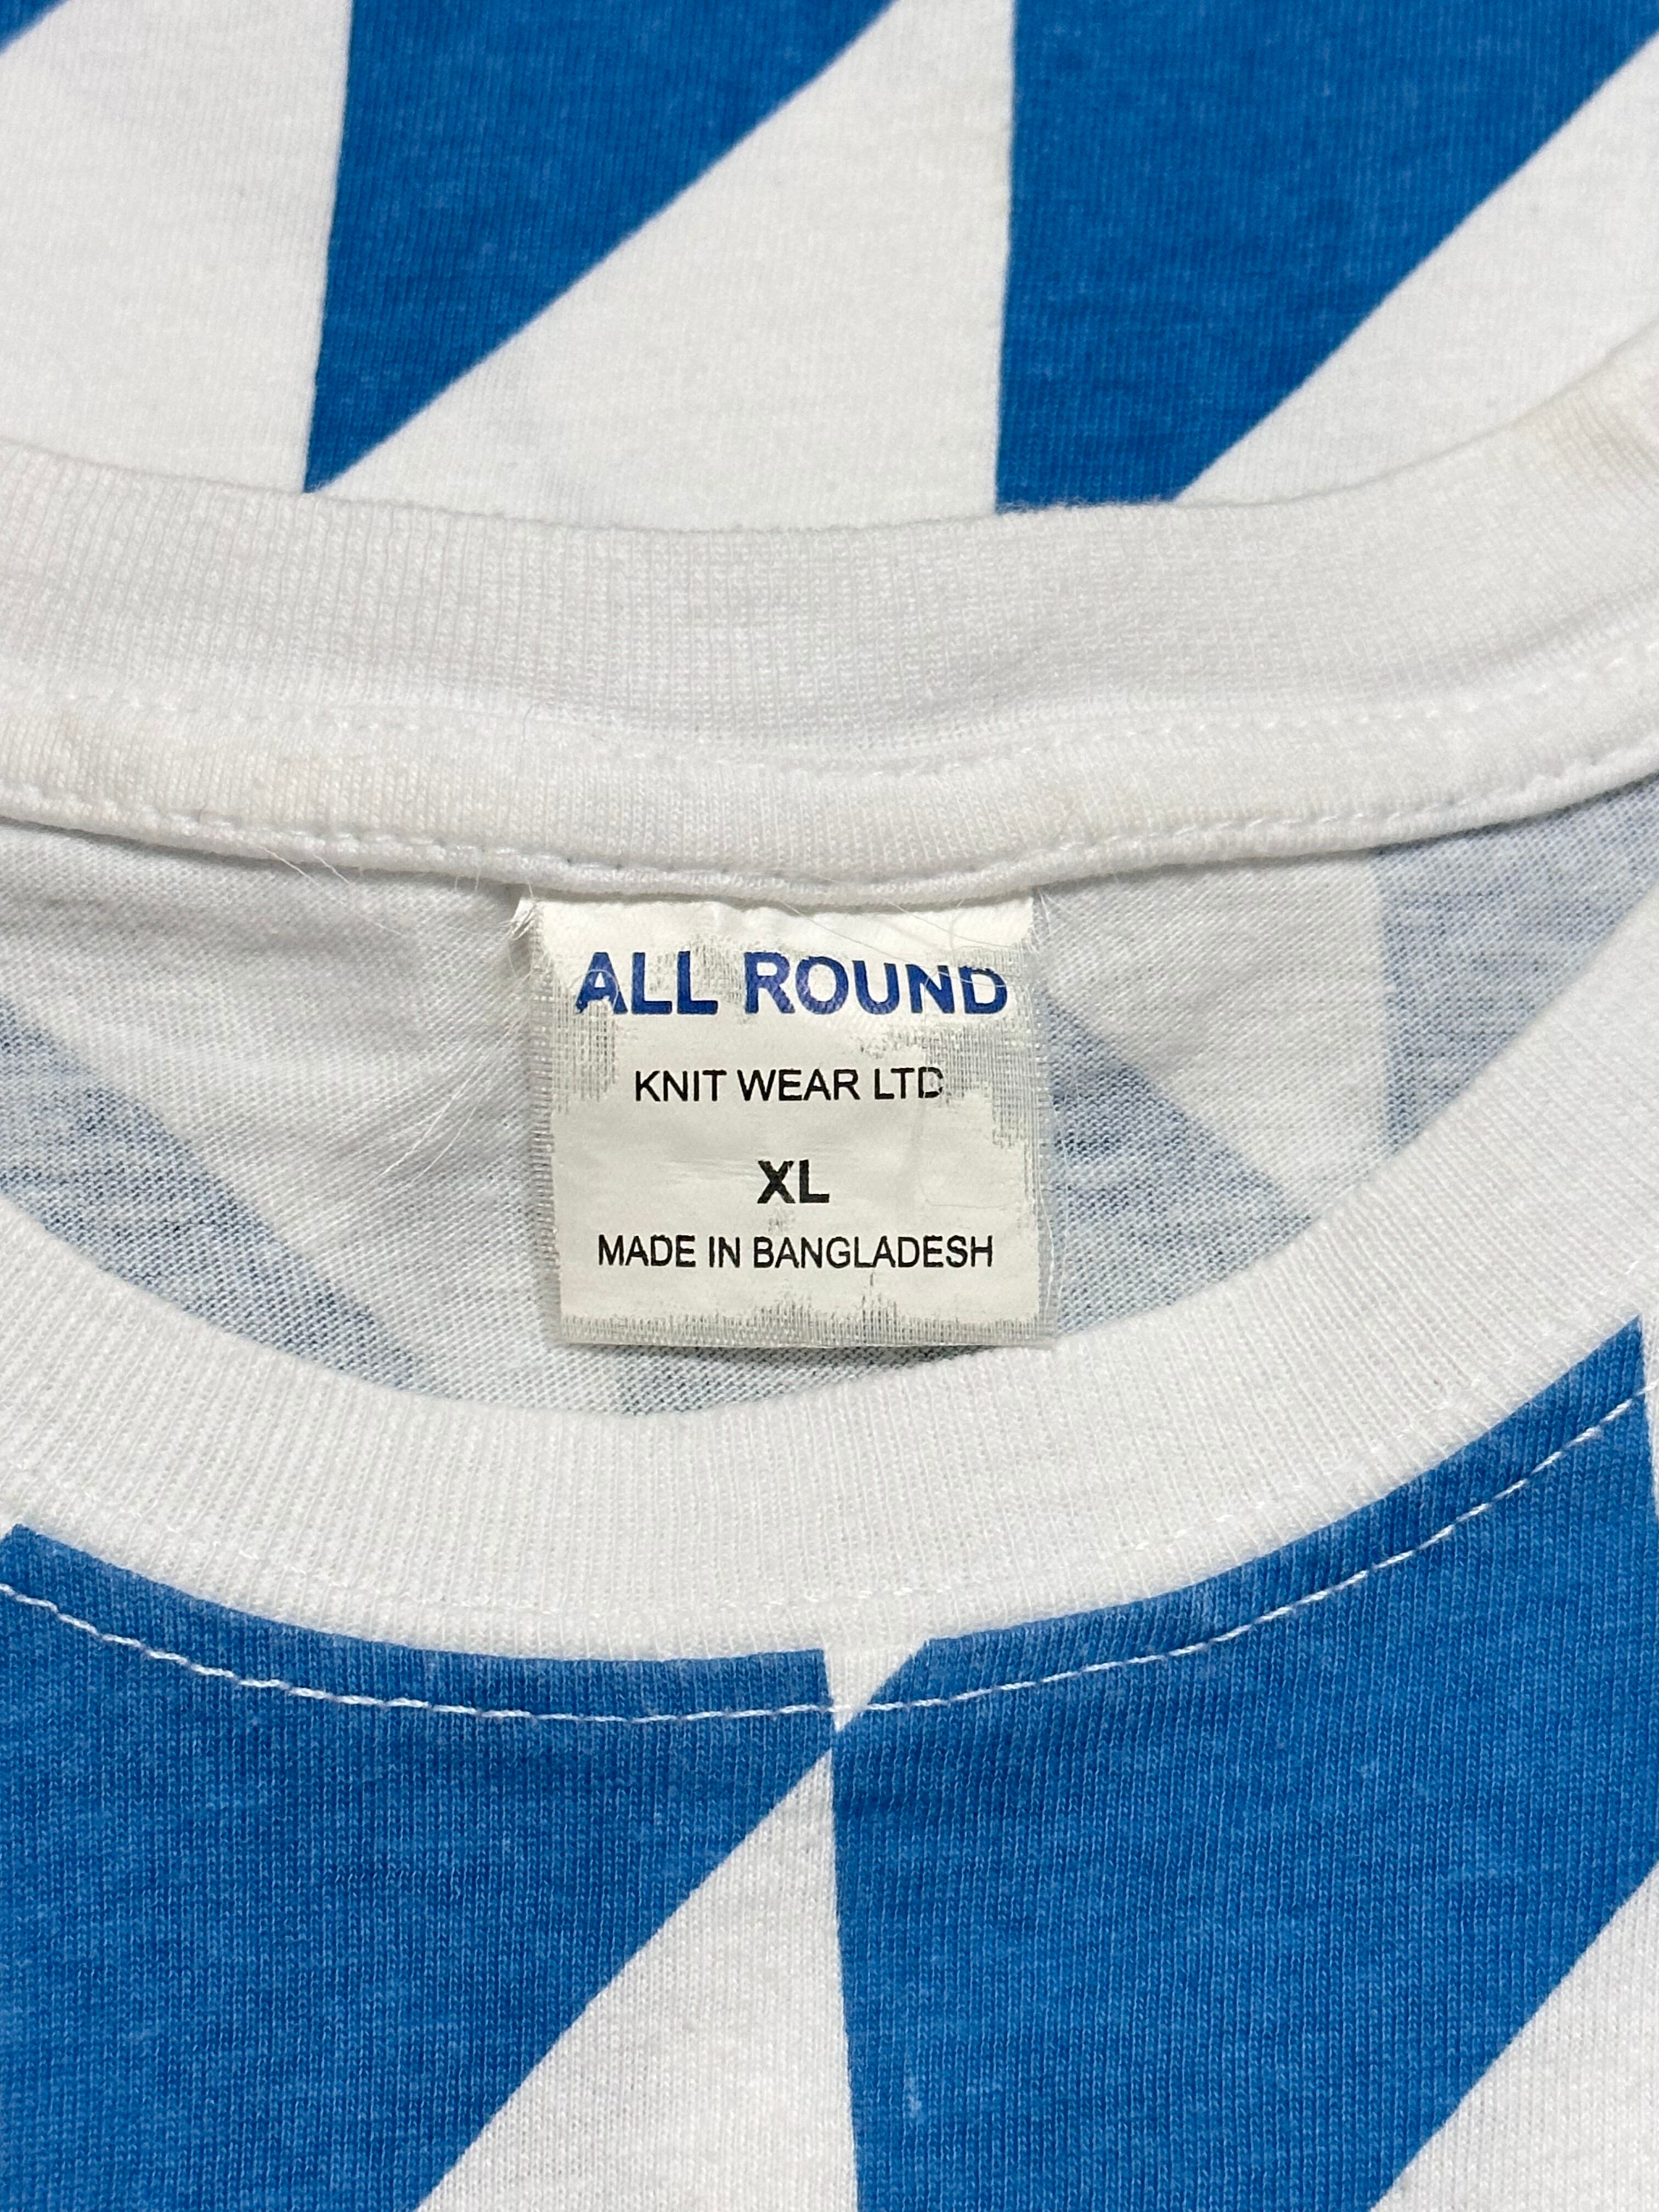 ALL ROUND
KNIT WEAR LTD
XL
MADE IN BANGLADESH